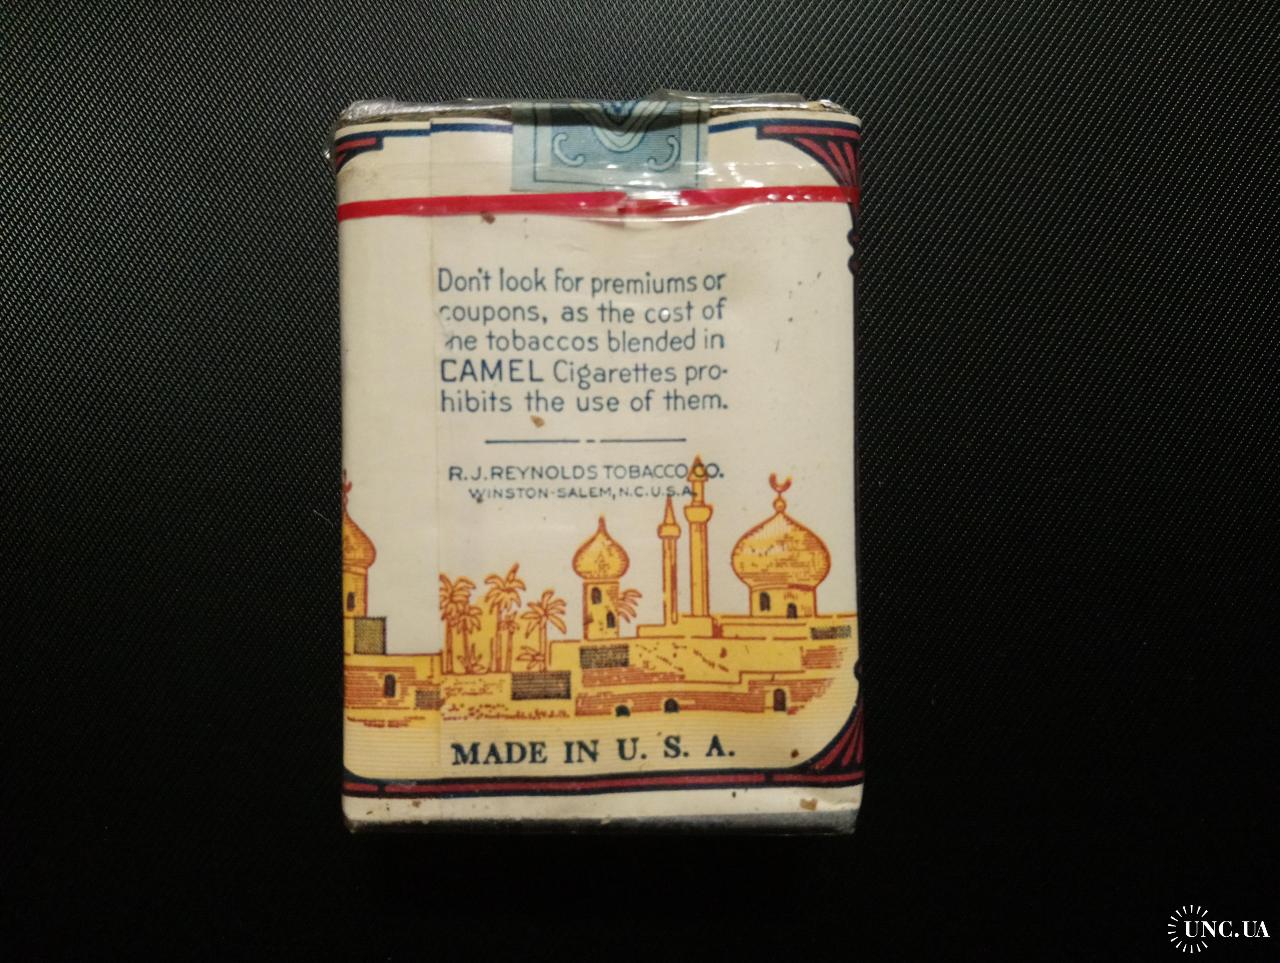 Don't look for premiums or
coupons, as the cost of
he tobaccos blended in
CAMEL Cigarettes pro-
hibits the use of them.
R.J.REYNOLDS TOBACCO CO.
WINSTON-SALEM, N.C. U.S.A.
MADE IN U. S. A.
UNC.UA